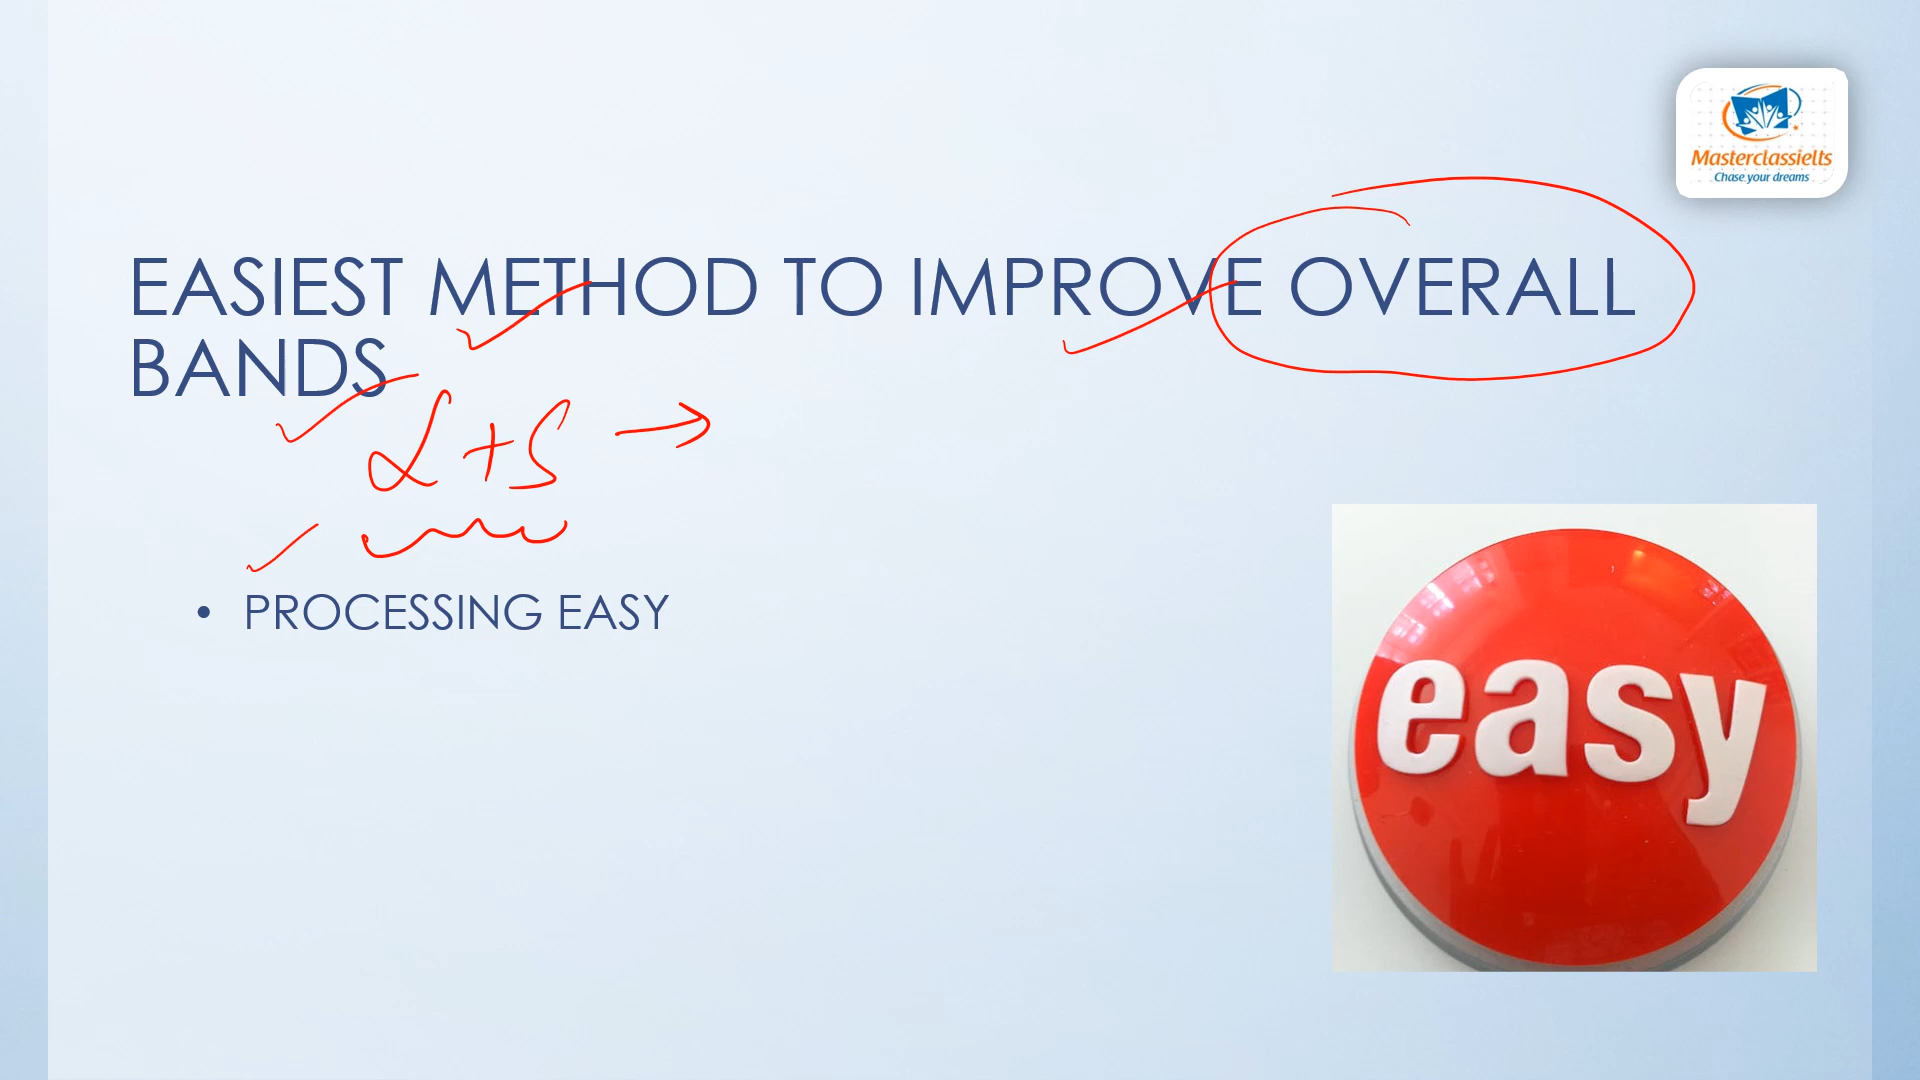 Masterclassielts
Chase your dreams
EASIEST METHOD TO IMPROVE OVERALL
BANDS
L+S →
• PROCESSING EASY
easy